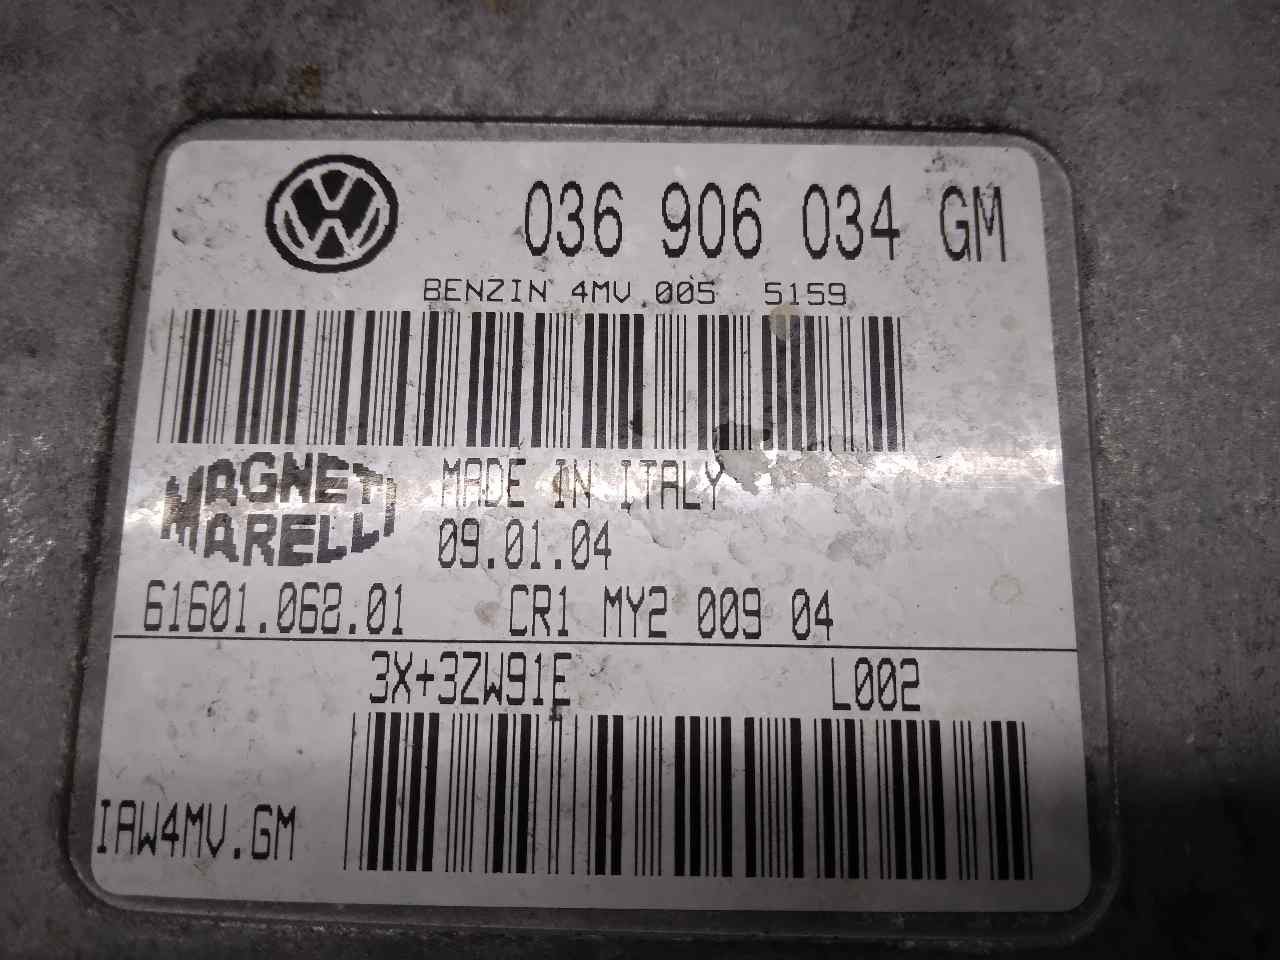 036 906 034 GM
BENZIN 4MV.005 5159
MAGNETI
MARELLI
MADE IN ITALY
09.01.04
61601.068.01 CR1 MY2 009 04
3X+3ZW91E L002
IAW4MV.GM